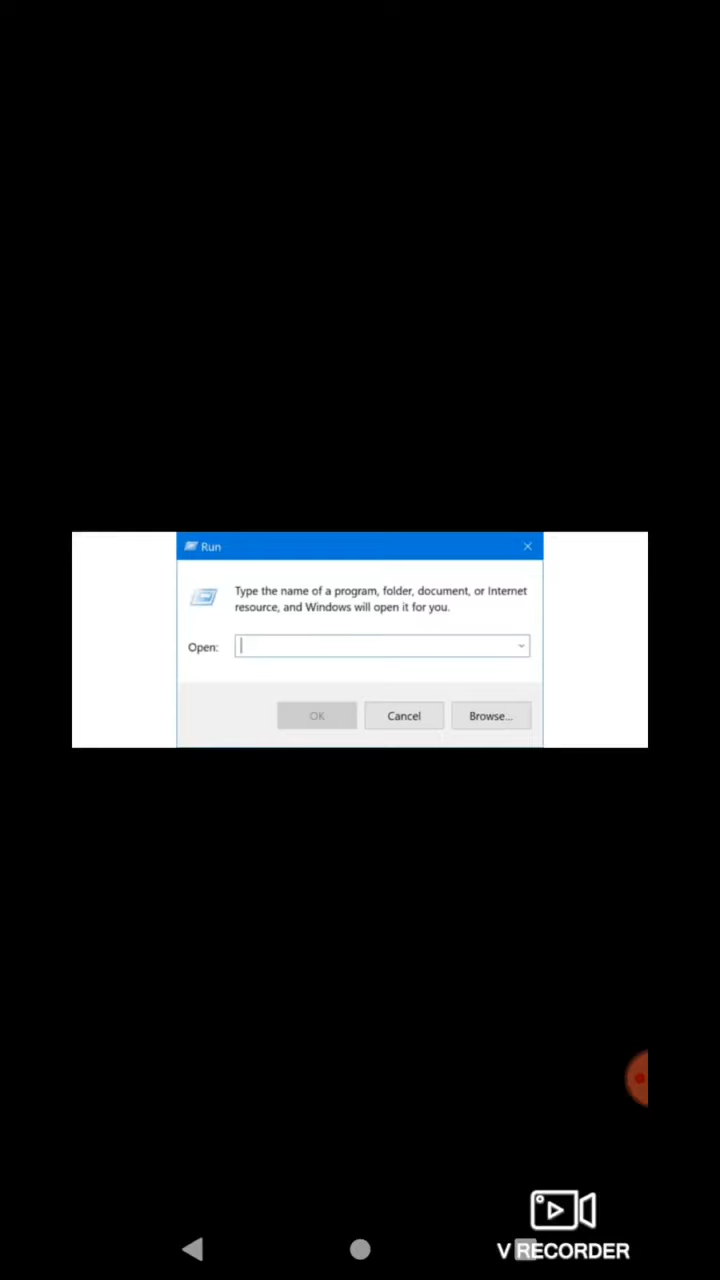 Run
Type the name of a program, folder, document, or Internet
resource, and Windows will open it for you.
Open:
OK
Cancel
Browse...
V RECORDER